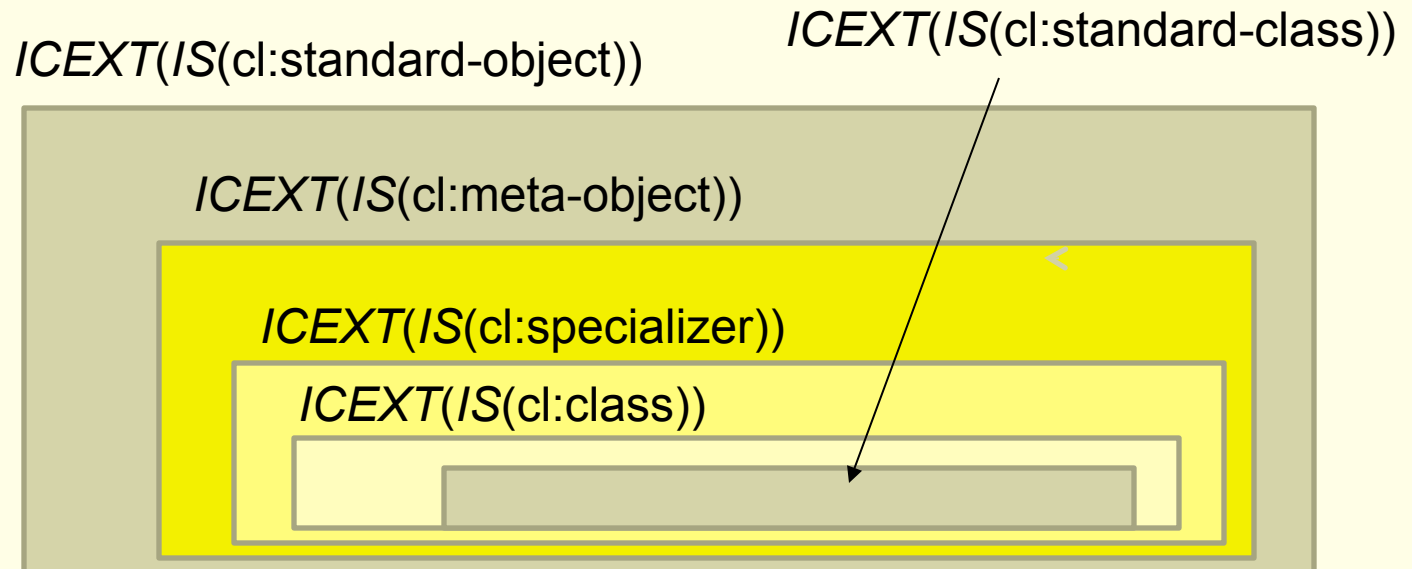 ICEXT(IS(cl:standard-class))
ICEXT(IS(cl:standard-object))
ICEXT(IS(cl:meta-object))
ICEXT(IS(cl:specializer))
ICEXT(IS(cl:class))